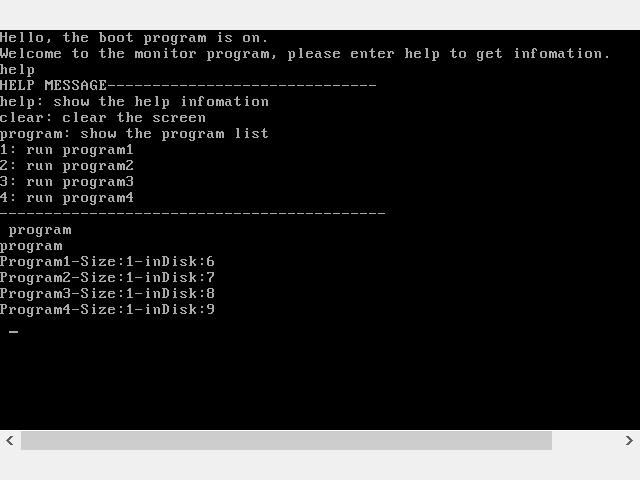 Hello, the boot program is on.
Welcome to the monitor program, please enter help to get infomation.
help
HELP MESSAGE------------------------------
help: show the help infomation
clear: clear the screen
program: show the program list
1: run program1
2: run program2
3: run program3
4: run program4
-------------------------------------------
program
program
Program1-Size:1-inDisk:6
Program2-Size:1-inDisk:7
Program3-Size:1-inDisk:8
Program4-Size:1-inDisk:9
_